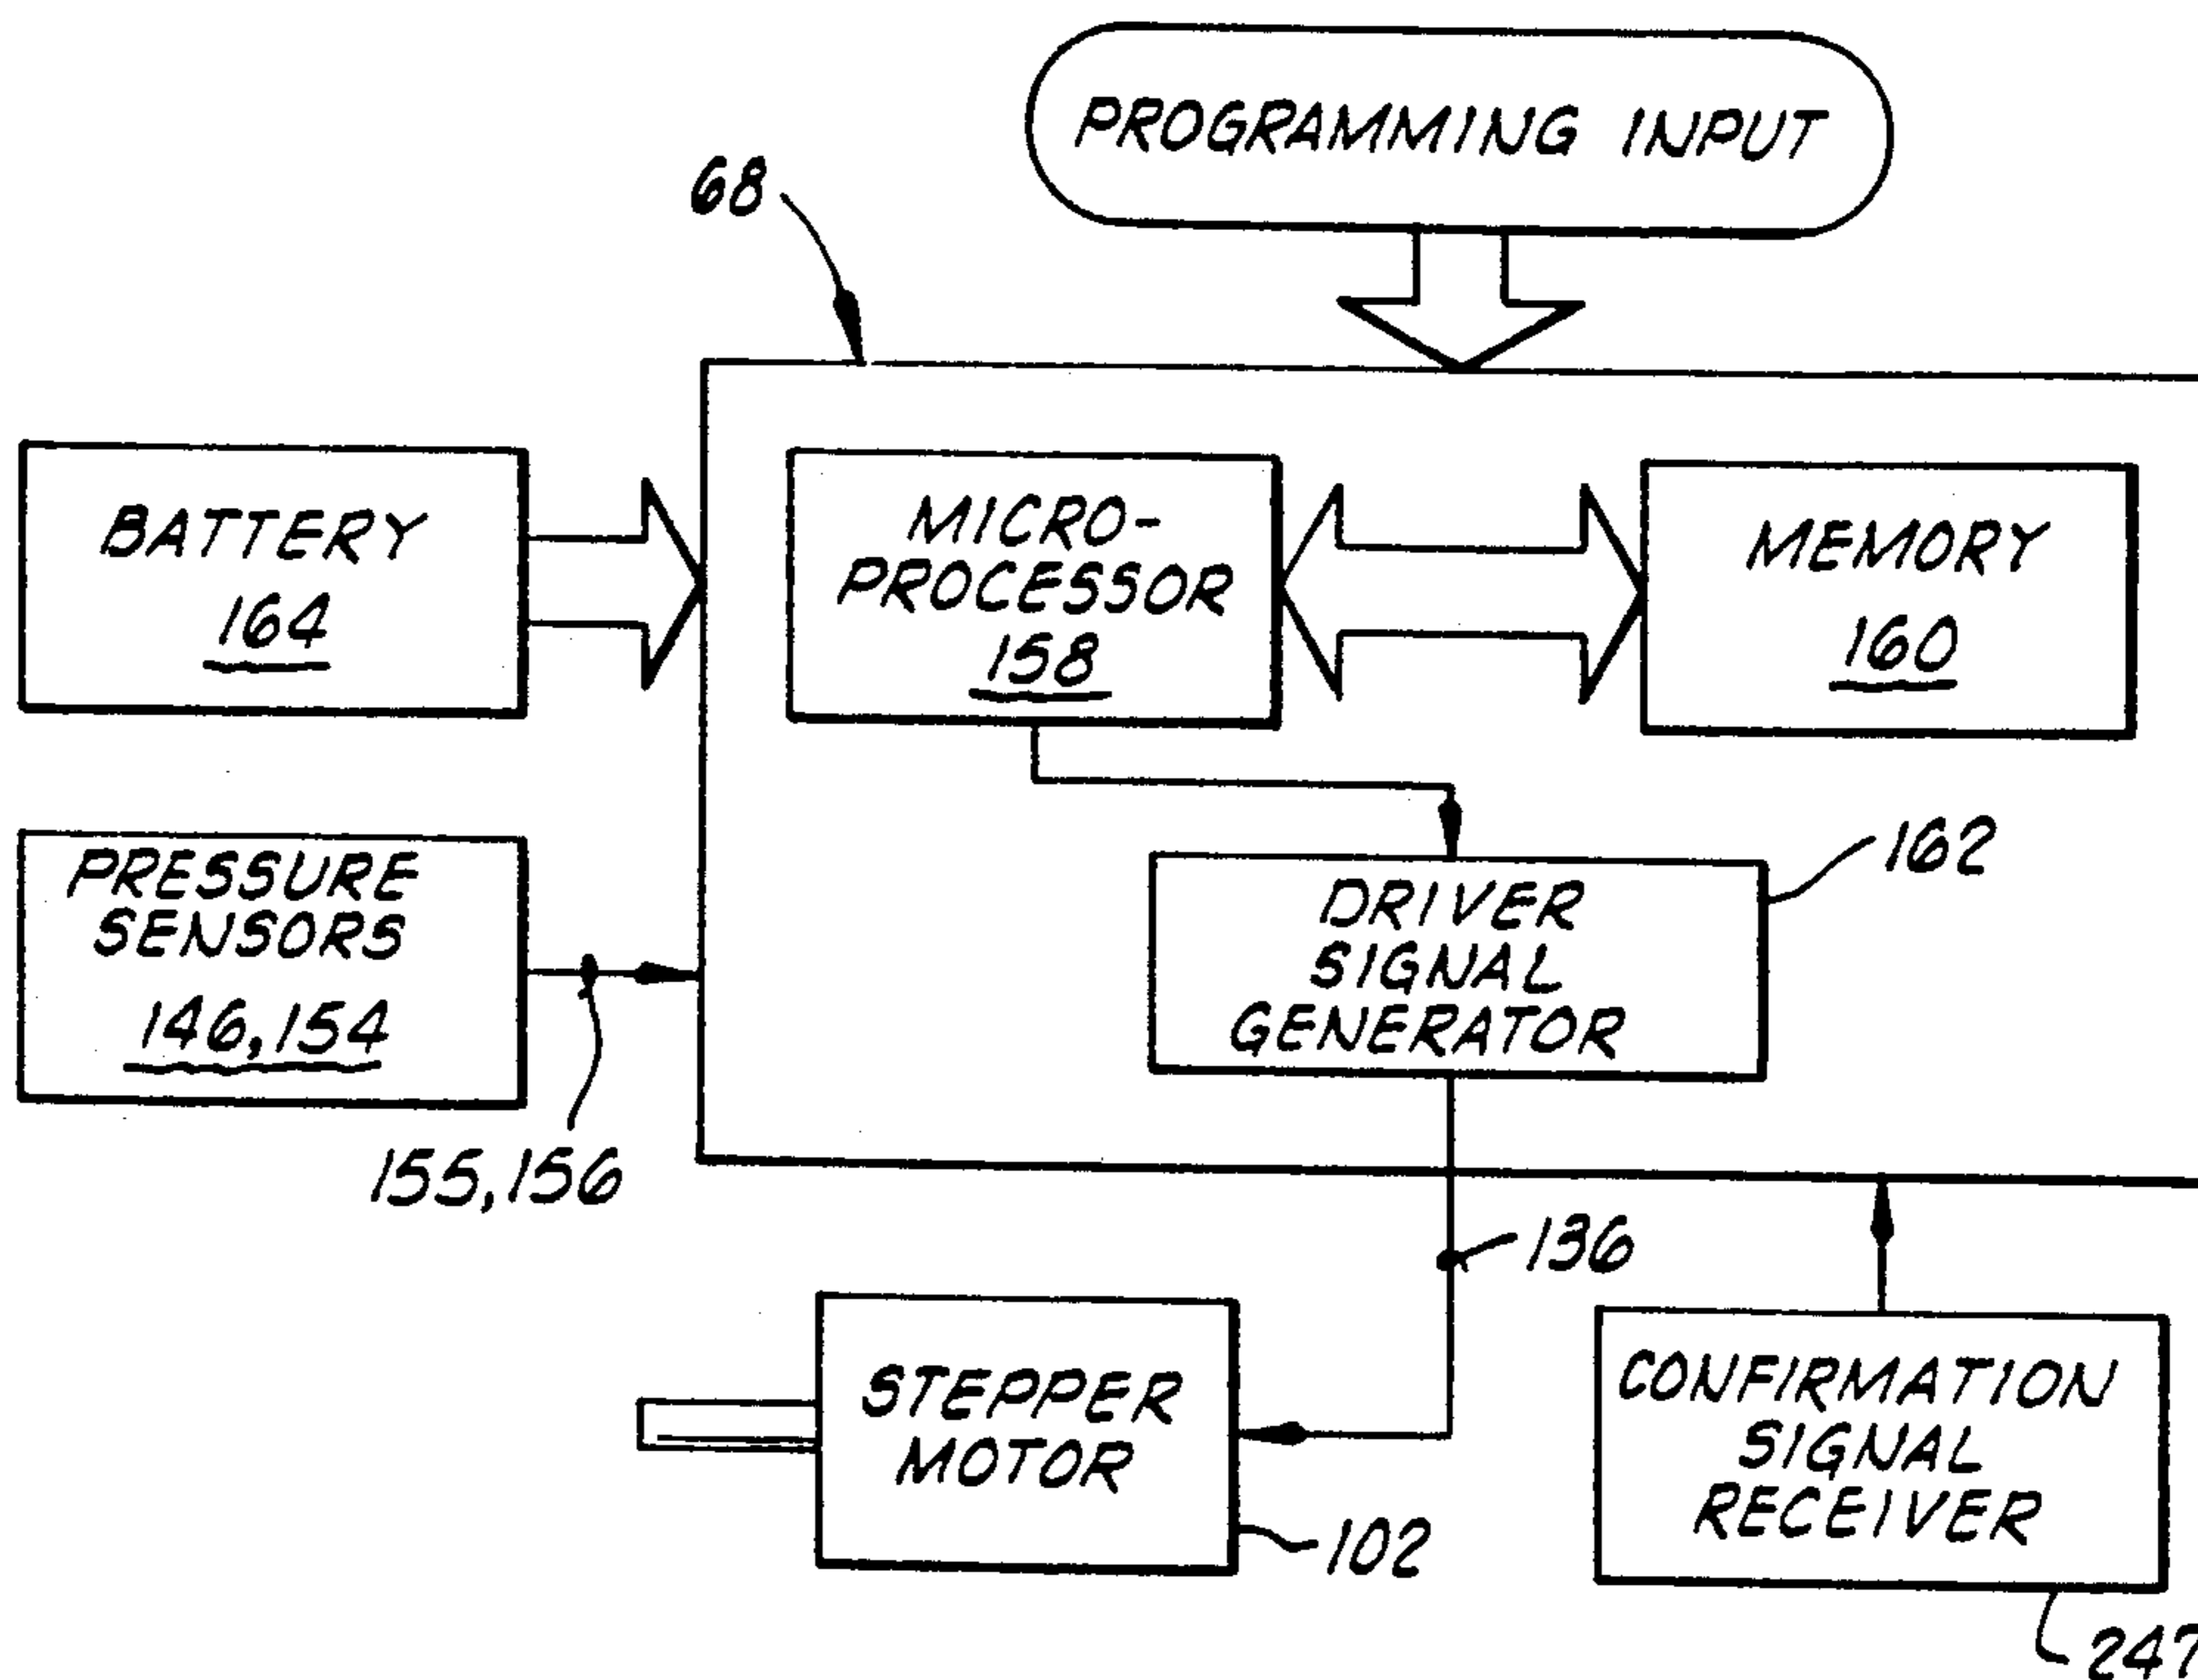 PROGRAMMING INPUT
68
BATTERY
164
MICRO-
PROCESSOR
158
MEMORY
160
PRESSURE
SENSORS
146, 154
155, 156
DRIVER
SIGNAL
GENERATOR
162
136
STEPPER
MOTOR
102
CONFIRMATION
SIGNAL
RECEIVER
247